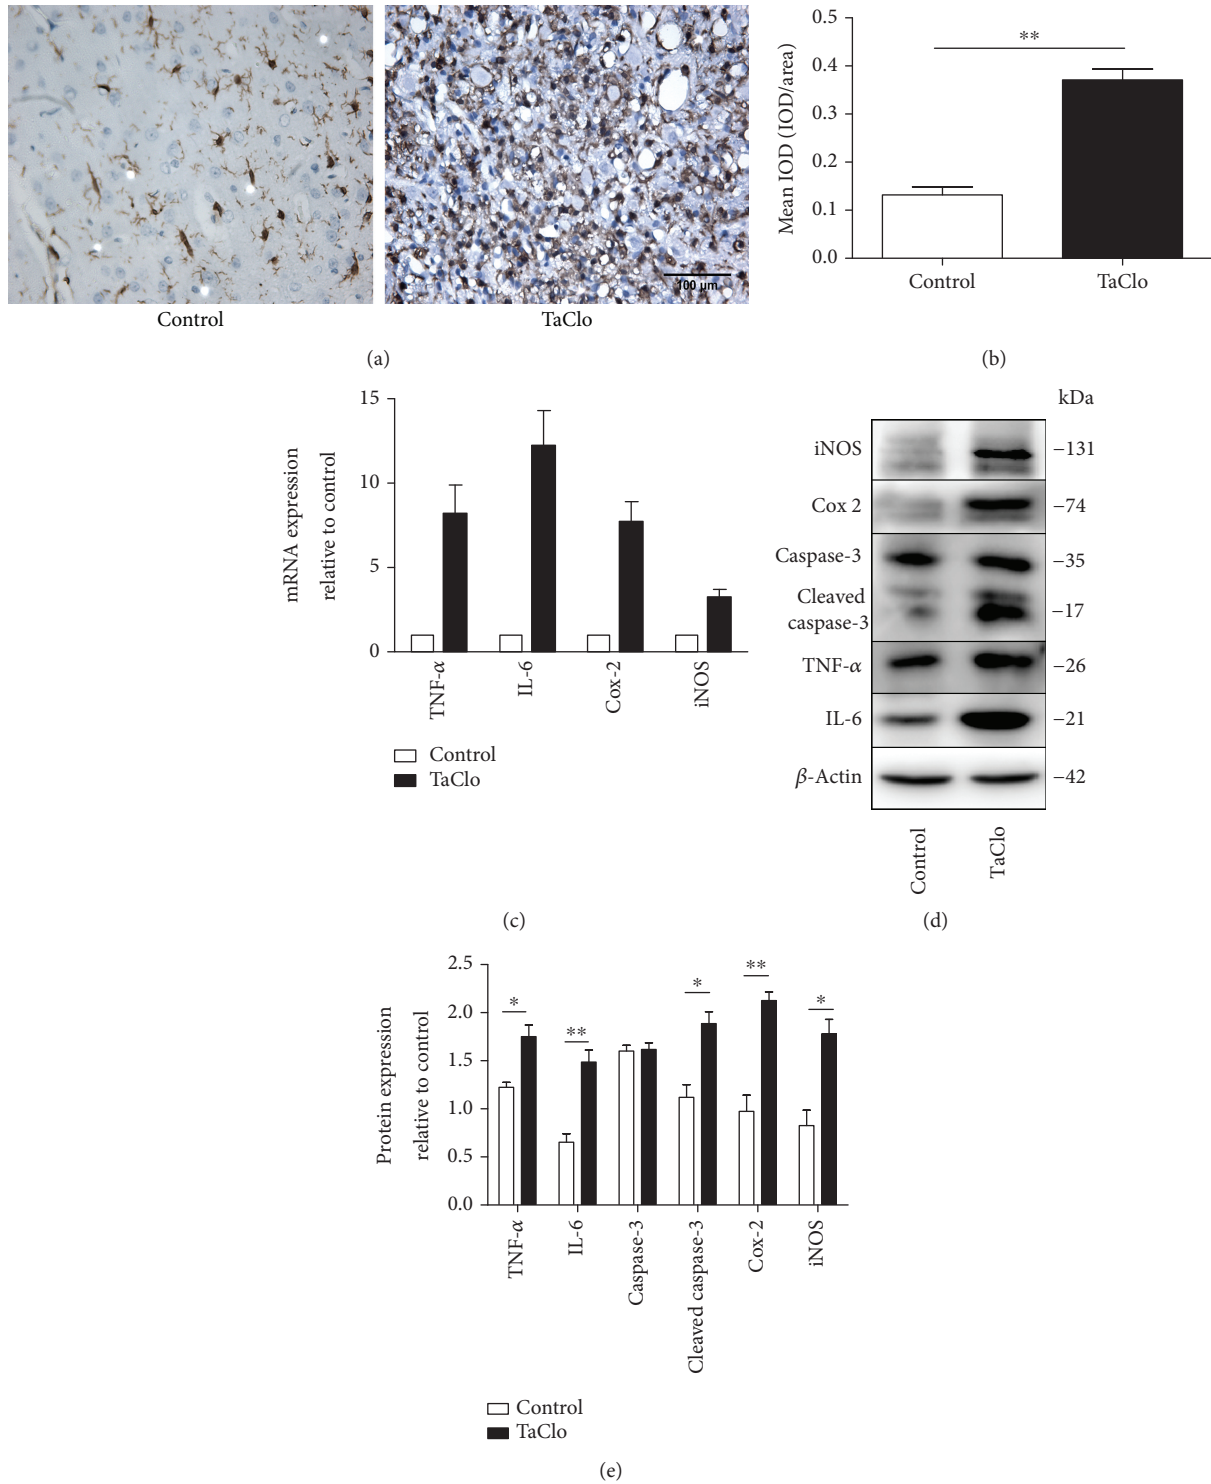 100 μm
Control
TaClo
(a)
Mean IOD (IOD/area)
0.5
0.4
0.3
0.2
0.1
0.0
**
Control
TaClo
(b)
mRNA expression
relative to control
15
10
5
0
TNF-α
IL-6
Cox-2
iNOS
Control
TaClo
(c)
kDa
iNOS
−131
Cox 2
−74
Caspase-3
−35
Cleaved
caspase-3
−17
TNF-α
−26
IL-6
−21
β-Actin
−42
Control
TaClo
(d)
Protein expression
relative to control
2.5
2.0
1.5
1.0
0.5
0.0
*
**
*
**
*
TNF-α
IL-6
Caspase-3
Cleaved caspase-3
Cox-2
iNOS
Control
TaClo
(e)